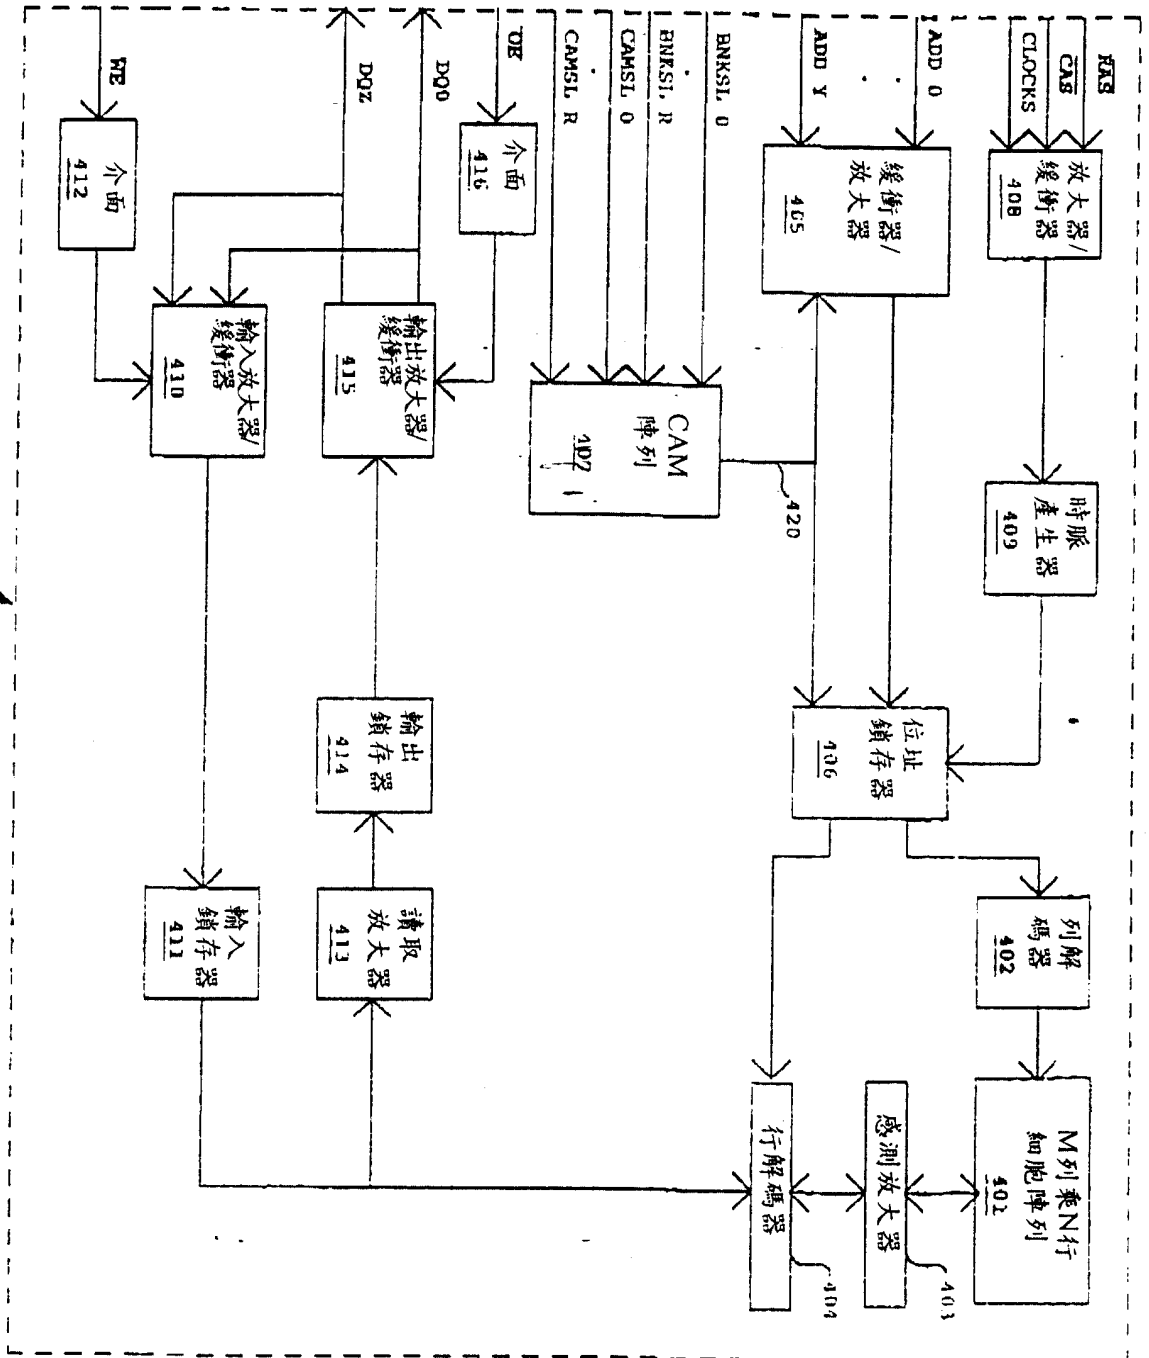 RAS
CAS
CLOCKS
放大器/
緩衝器
408
時脈
產生器
409
ADD 0
ADD Y
緩衝器/
放大器
405
位址
鎖存器
406
列解
碼器
402
M列乘N行
細胞陣列
401
感測放大器
403
行解碼器
404
BNKSL 0
BNKSL R
CAMSL 0
CAMSL R
CAM
陣列
407
420
OE
介面
416
DQ0
DQZ
輸出放大器/
緩衝器
415
輸出
鎖存器
414
讀取
放大器
413
WE
介面
412
輸入放大器/
緩衝器
410
輸入
鎖存器
411